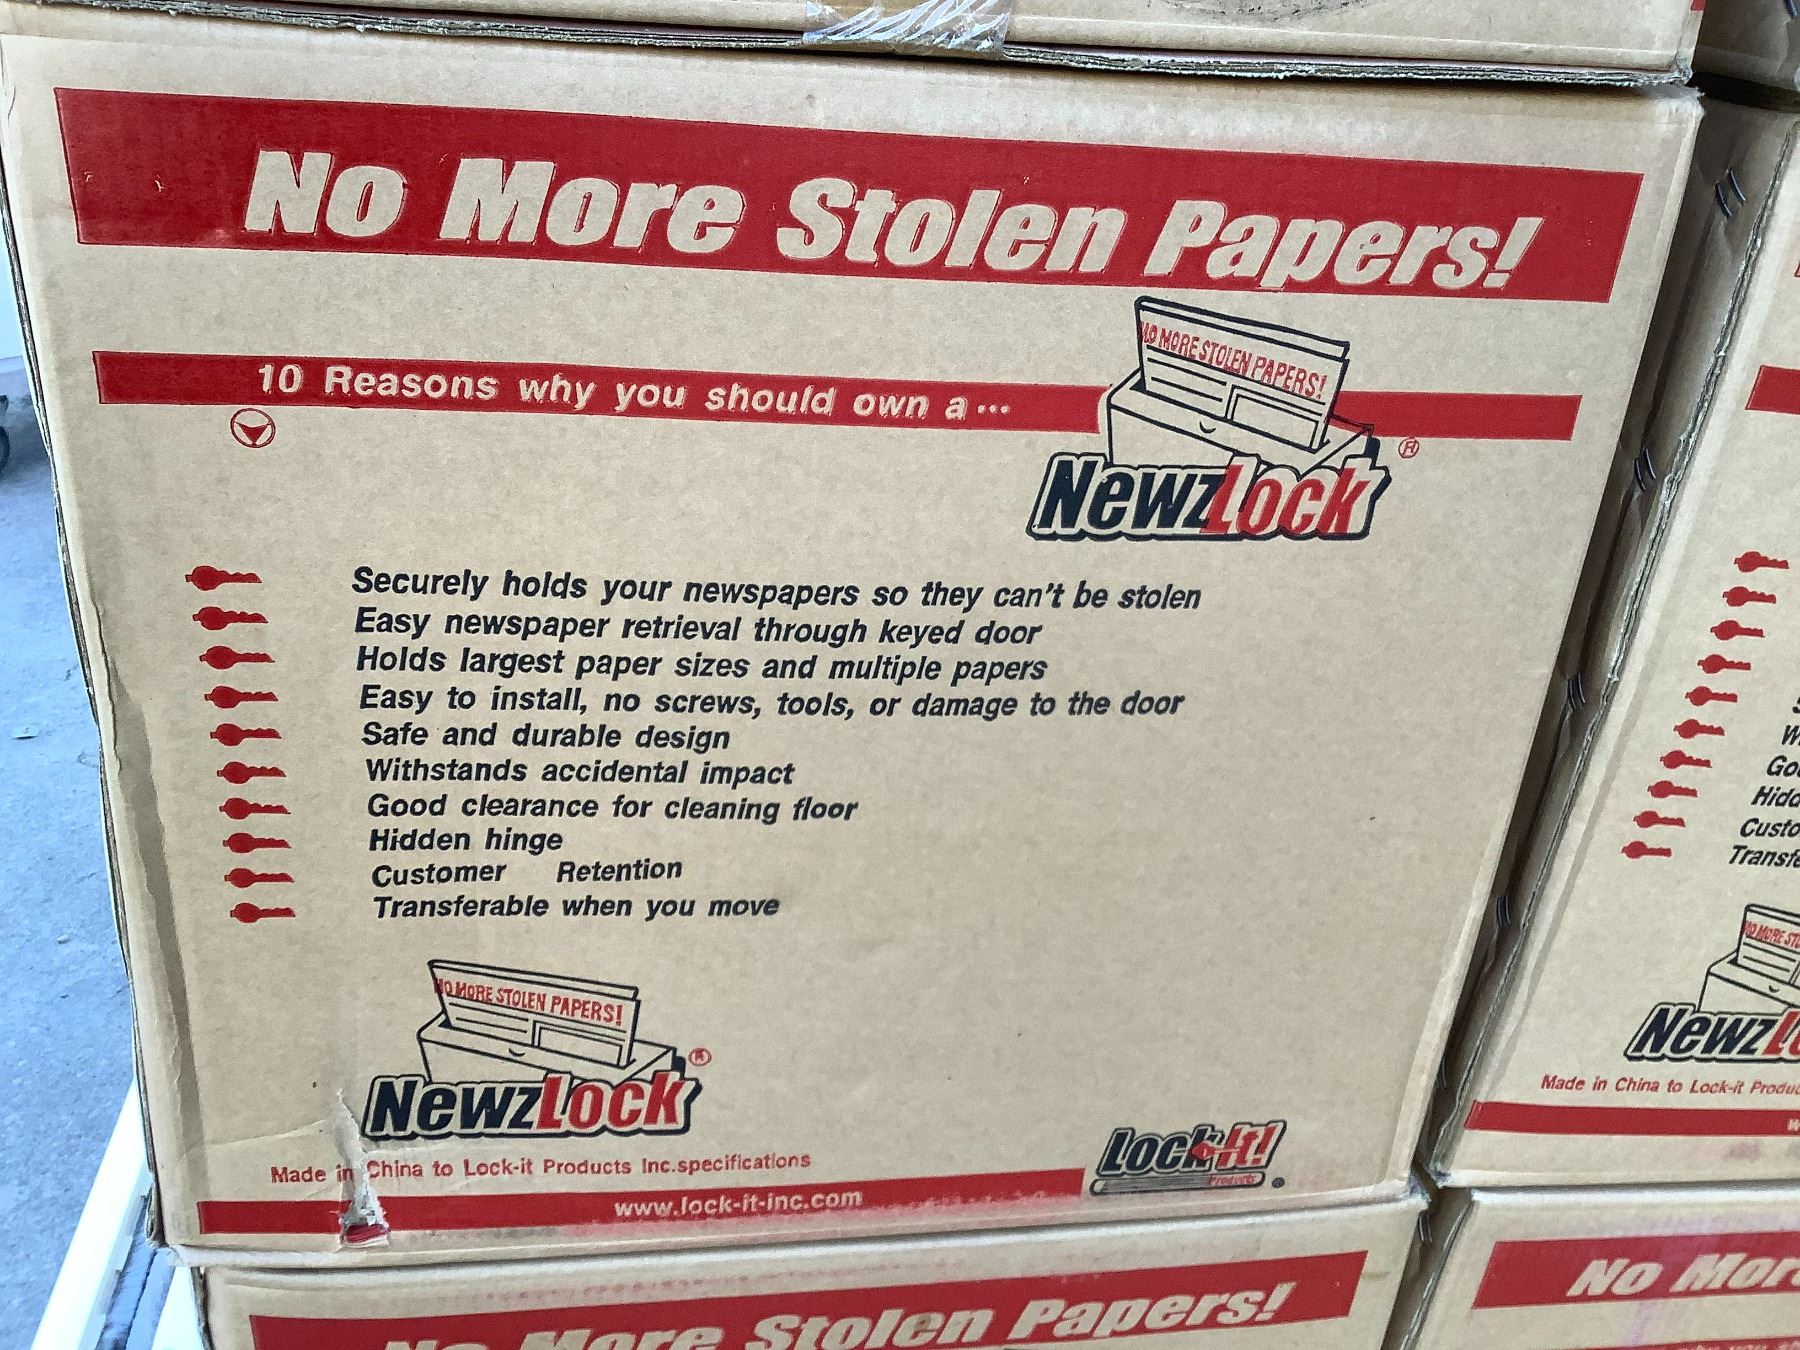 No More Stolen Papers!
10 Reasons why you should own a...
NO MORE STOLEN PAPERS!
NewzLock ®
Securely holds your newspapers so they can't be stolen
Easy newspaper retrieval through keyed door
Holds largest paper sizes and multiple papers
Easy to install, no screws, tools, or damage to the door
Safe and durable design
Withstands accidental impact
Good clearance for cleaning floor
Hidden hinge
Customer Retention
Transferable when you move
NO MORE STOLEN PAPERS!
NewzLock ®
Made in China to Lock-it Products Inc.specifications
www.lock-it-inc.com
Lock-It!
Products
No More Stolen Papers!
NewzL
Made in China to Lock-it
No